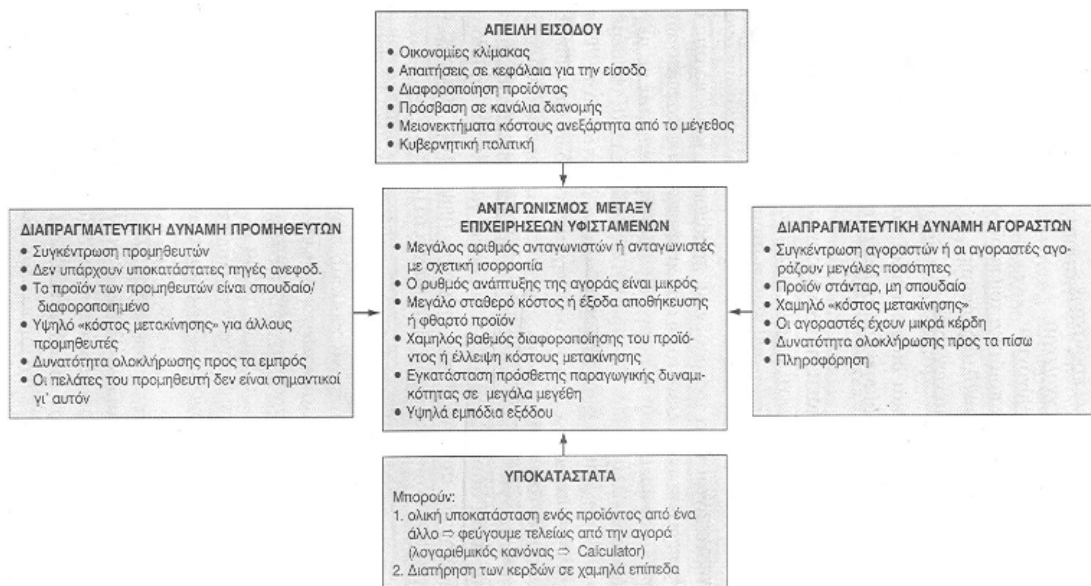 ΑΠΕΙΛΗ ΕΙΣΟΔΟΥ
• Οικονομίες κλίμακας
• Απαιτήσεις σε κεφάλαια για την είσοδο
• Διαφοροποίηση προϊόντος
• Πρόσβαση σε κανάλια διανομής
• Μειονεκτήματα κόστους ανεξάρτητα από το μέγεθος
• Κυβερνητική πολιτική
ΔΙΑΠΡΑΓΜΑΤΕΥΤΙΚΗ ΔΥΝΑΜΗ ΠΡΟΜΗΘΕΥΤΩΝ
• Συγκέντρωση προμηθευτών
• Δεν υπάρχουν υποκατάστατες πηγές ανεφοδ.
• Το προϊόν των προμηθευτών είναι σπουδαίο/
διαφοροποιημένο
• Υψηλό «κόστος μετακίνησης» για άλλους
προμηθευτές
• Δυνατότητα ολοκλήρωσης προς τα εμπρός
• Οι πελάτες του προμηθευτή δεν είναι σημαντικοί
γι' αυτόν
ΑΝΤΑΓΩΝΙΣΜΟΣ ΜΕΤΑΞΥ
ΕΠΙΧΕΙΡΗΣΕΩΝ ΥΦΙΣΤΑΜΕΝΩΝ
• Μεγάλος αριθμός ανταγωνιστών ή ανταγωνιστές
με σχετική ισορροπία
• Ο ρυθμός ανάπτυξης της αγοράς είναι μικρός
• Μεγάλο σταθερό κόστος ή έξοδα αποθήκευσης
ή φθαρτό προϊόν
• Χαμηλός βαθμός διαφοροποίησης του προϊό-
ντος ή έλλειψη κόστους μετακίνησης
• Εγκατάσταση πρόσθετης παραγωγικής δυναμι-
κότητας σε μεγάλα μεγέθη
• Υψηλά εμπόδια εξόδου
ΔΙΑΠΡΑΓΜΑΤΕΥΤΙΚΗ ΔΥΝΑΜΗ ΑΓΟΡΑΣΤΩΝ
• Συγκέντρωση αγοραστών ή οι αγοραστές αγο-
ράζουν μεγάλες ποσότητες
• Προϊόν στάνταρ, μη σπουδαίο
• Χαμηλό «κόστος μετακίνησης»
• Οι αγοραστές έχουν μικρά κέρδη
• Δυνατότητα ολοκλήρωσης προς τα πίσω
• Πληροφόρηση
ΥΠΟΚΑΤΑΣΤΑΤΑ
Μπορούν:
1. ολική υποκατάσταση ενός προϊόντος από ένα
άλλο ⇨ φεύγουμε τελείως από την αγορά
(λογαριθμικός κανόνας ⇨ Calculator)
2. Διατήρηση των κερδών σε χαμηλά επίπεδα